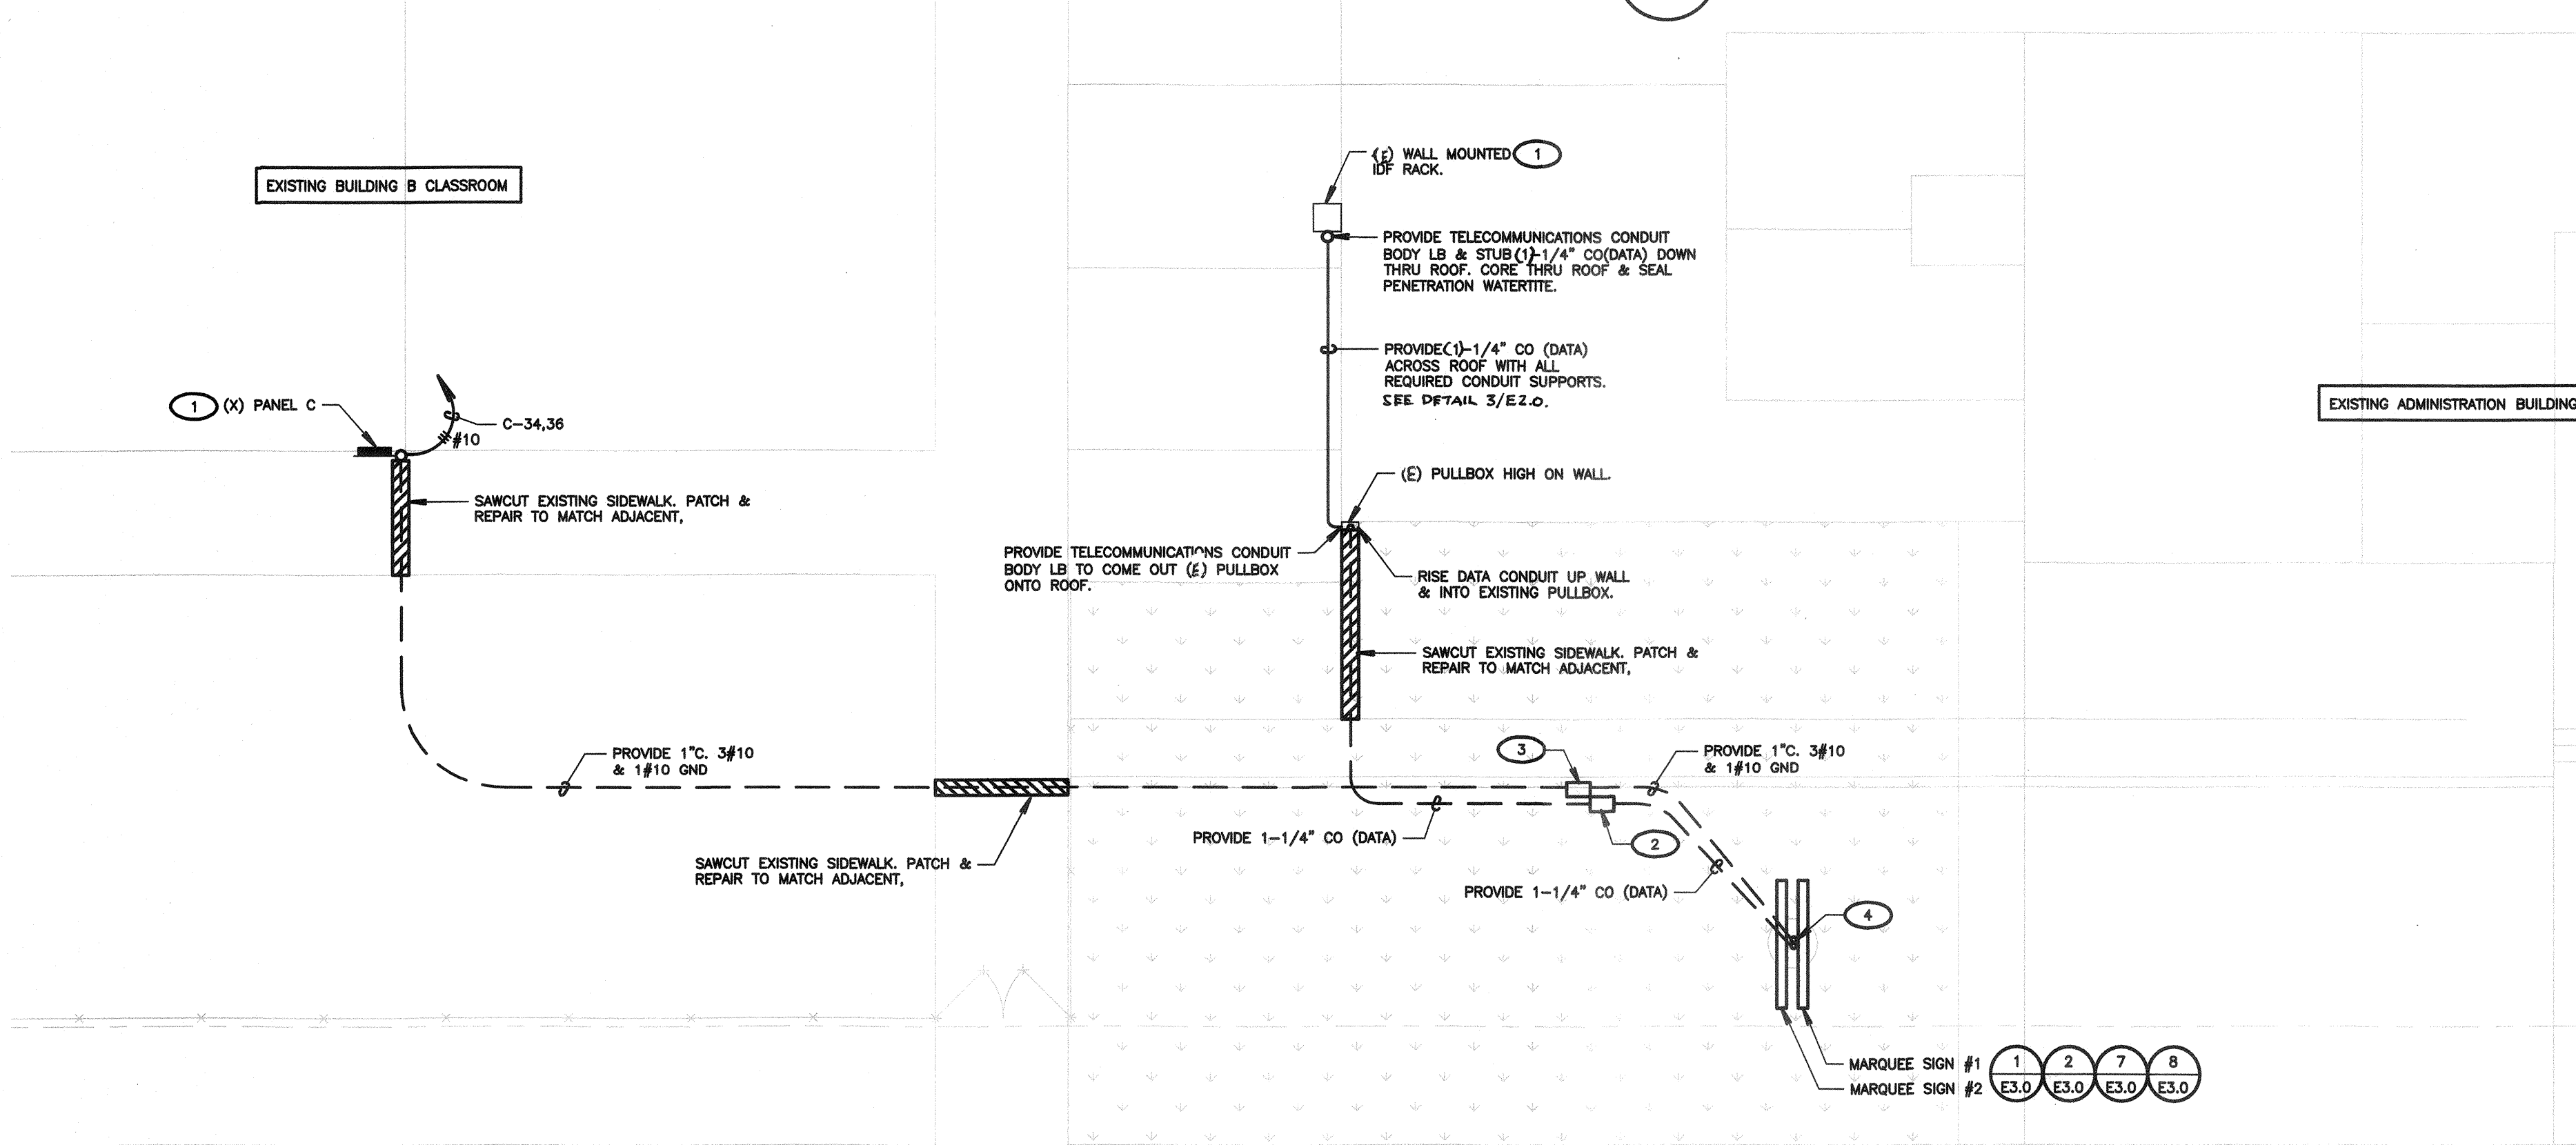 (E) WALL MOUNTED 1
IDF RACK.
EXISTING BUILDING B CLASSROOM
PROVIDE TELECOMMUNICATIONS CONDUIT
BODY LB & STUB(1)-1/4" CO(DATA) DOWN
THRU ROOF. CORE THRU ROOF & SEAL
PENETRATION WATERTITE.
PROVIDE(1)-1/4" CO (DATA)
ACROSS ROOF WITH ALL
REQUIRED CONDUIT SUPPORTS.
SEE DETAIL 3/E2.0.
EXISTING ADMINISTRATION BUILDING
1 (X) PANEL C
C-34,36
#10
(E) PULLBOX HIGH ON WALL.
SAWCUT EXISTING SIDEWALK. PATCH &
REPAIR TO MATCH ADJACENT,
PROVIDE TELECOMMUNICATIONS CONDUIT
BODY LB TO COME OUT (E) PULLBOX
ONTO ROOF.
RISE DATA CONDUIT UP WALL
& INTO EXISTING PULLBOX.
SAWCUT EXISTING SIDEWALK. PATCH &
REPAIR TO MATCH ADJACENT,
PROVIDE 1"C. 3#10
& 1#10 GND
3
PROVIDE 1"C. 3#10
& 1#10 GND
PROVIDE 1-1/4" CO (DATA)
2
SAWCUT EXISTING SIDEWALK. PATCH &
REPAIR TO MATCH ADJACENT,
PROVIDE 1-1/4" CO (DATA)
4
MARQUEE SIGN #1
MARQUEE SIGN #2
1 2 7 8
E3.0 E3.0 E3.0 E3.0